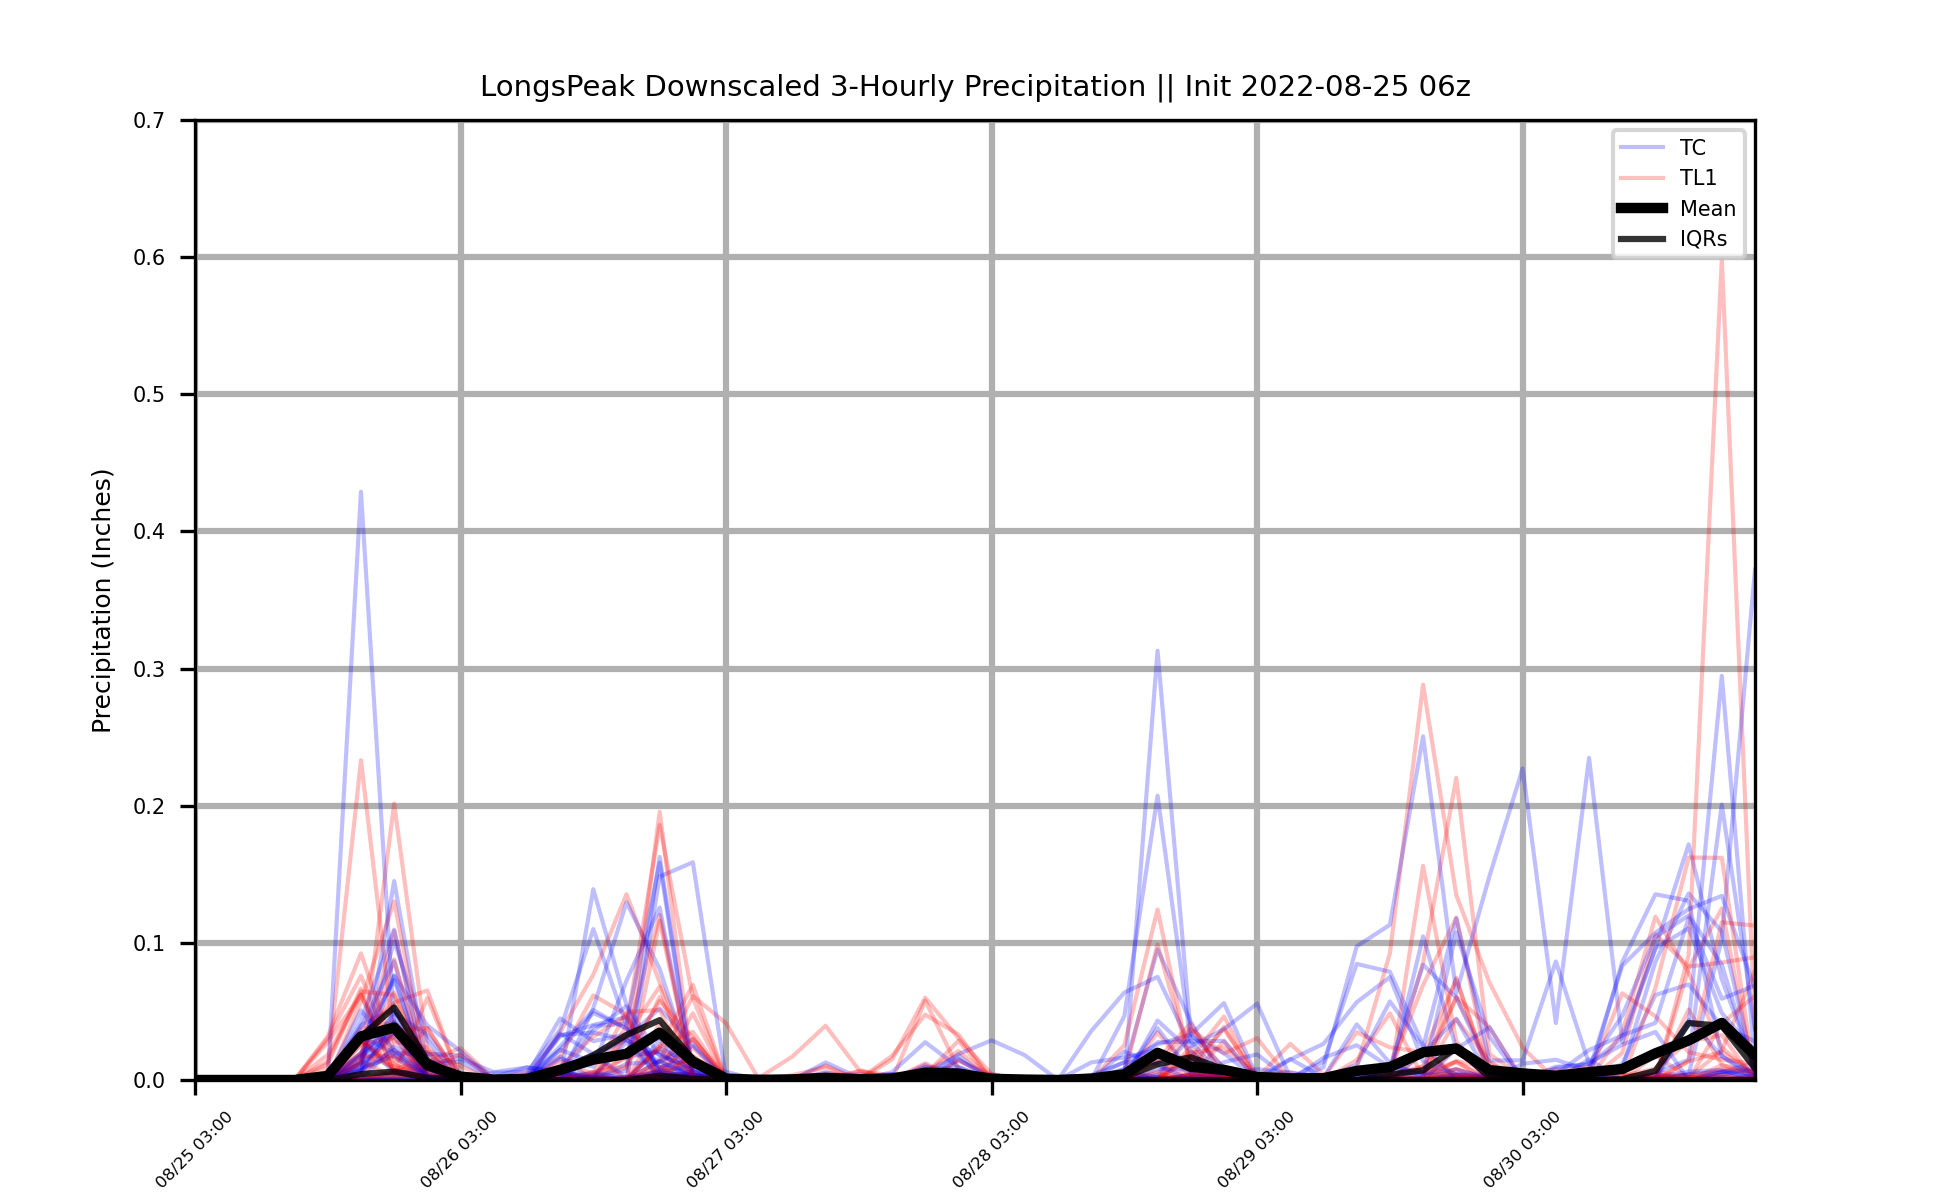 LongsPeak Downscaled 3-Hourly Precipitation || Init 2022-08-25 06z
TC
TL1
Mean
IQRs
Precipitation (Inches)
0.7
0.6
0.5
0.4
0.3
0.2
0.1
0.0
08/25 03:00
08/26 03:00
08/27 03:00
08/28 03:00
08/29 03:00
08/30 03:00